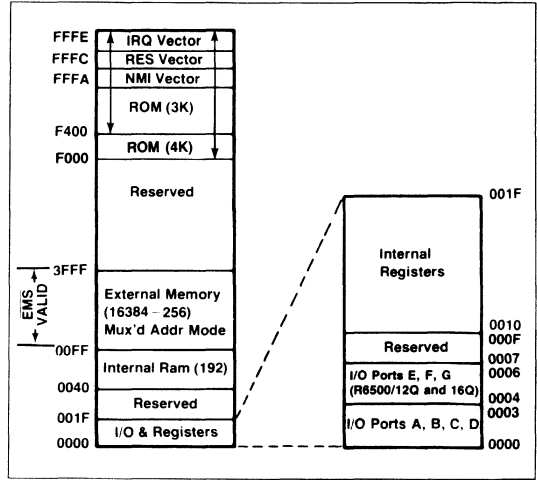 FFFE
IRQ Vector
FFFC
RES Vector
FFFA
NMI Vector
ROM (3K)
F400
ROM (4K)
F000
Reserved
3FFF
EMS
VALID
External Memory
(16384 – 256)
Mux'd Addr Mode
00FF
Internal Ram (192)
0040
Reserved
001F
I/O & Registers
0000
001F
Internal
Registers
0010
000F
Reserved
0007
0006
I/O Ports E, F, G
(R6500/12Q and 16Q)
0004
0003
I/O Ports A, B, C, D
0000